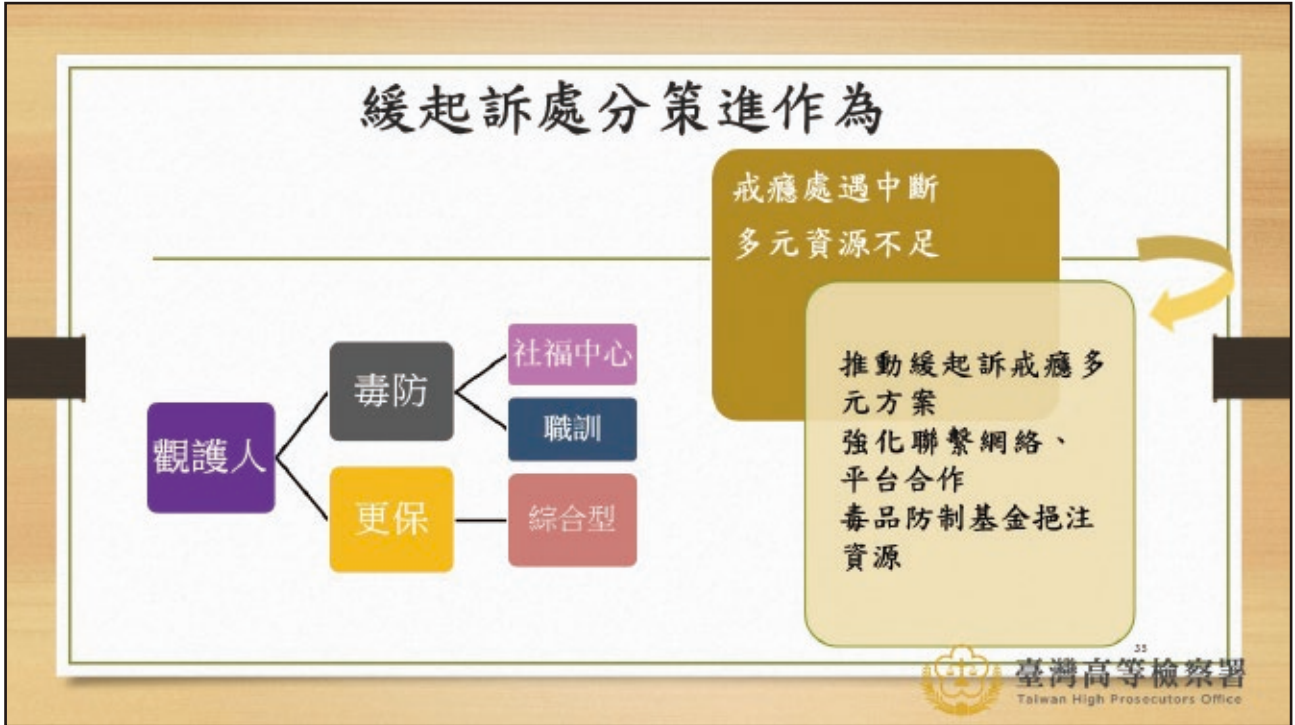 緩起訴處分策進作為
戒癮處遇中斷
多元資源不足
推動緩起訴戒癮多
元方案
強化聯繫網絡、
平台合作
毒品防制基金挹注
資源
觀護人
毒防
更保
社福中心
職訓
綜合型
33
臺灣高等檢察署
Taiwan High Prosecutors Office